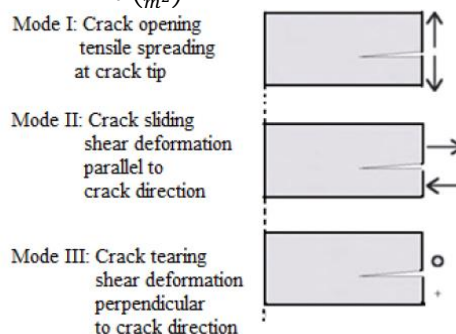 (m²)
Mode I: Crack opening
tensile spreading
at crack tip
Mode II: Crack sliding
shear deformation
parallel to
crack direction
Mode III: Crack tearing
shear deformation
perpendicular
to crack direction